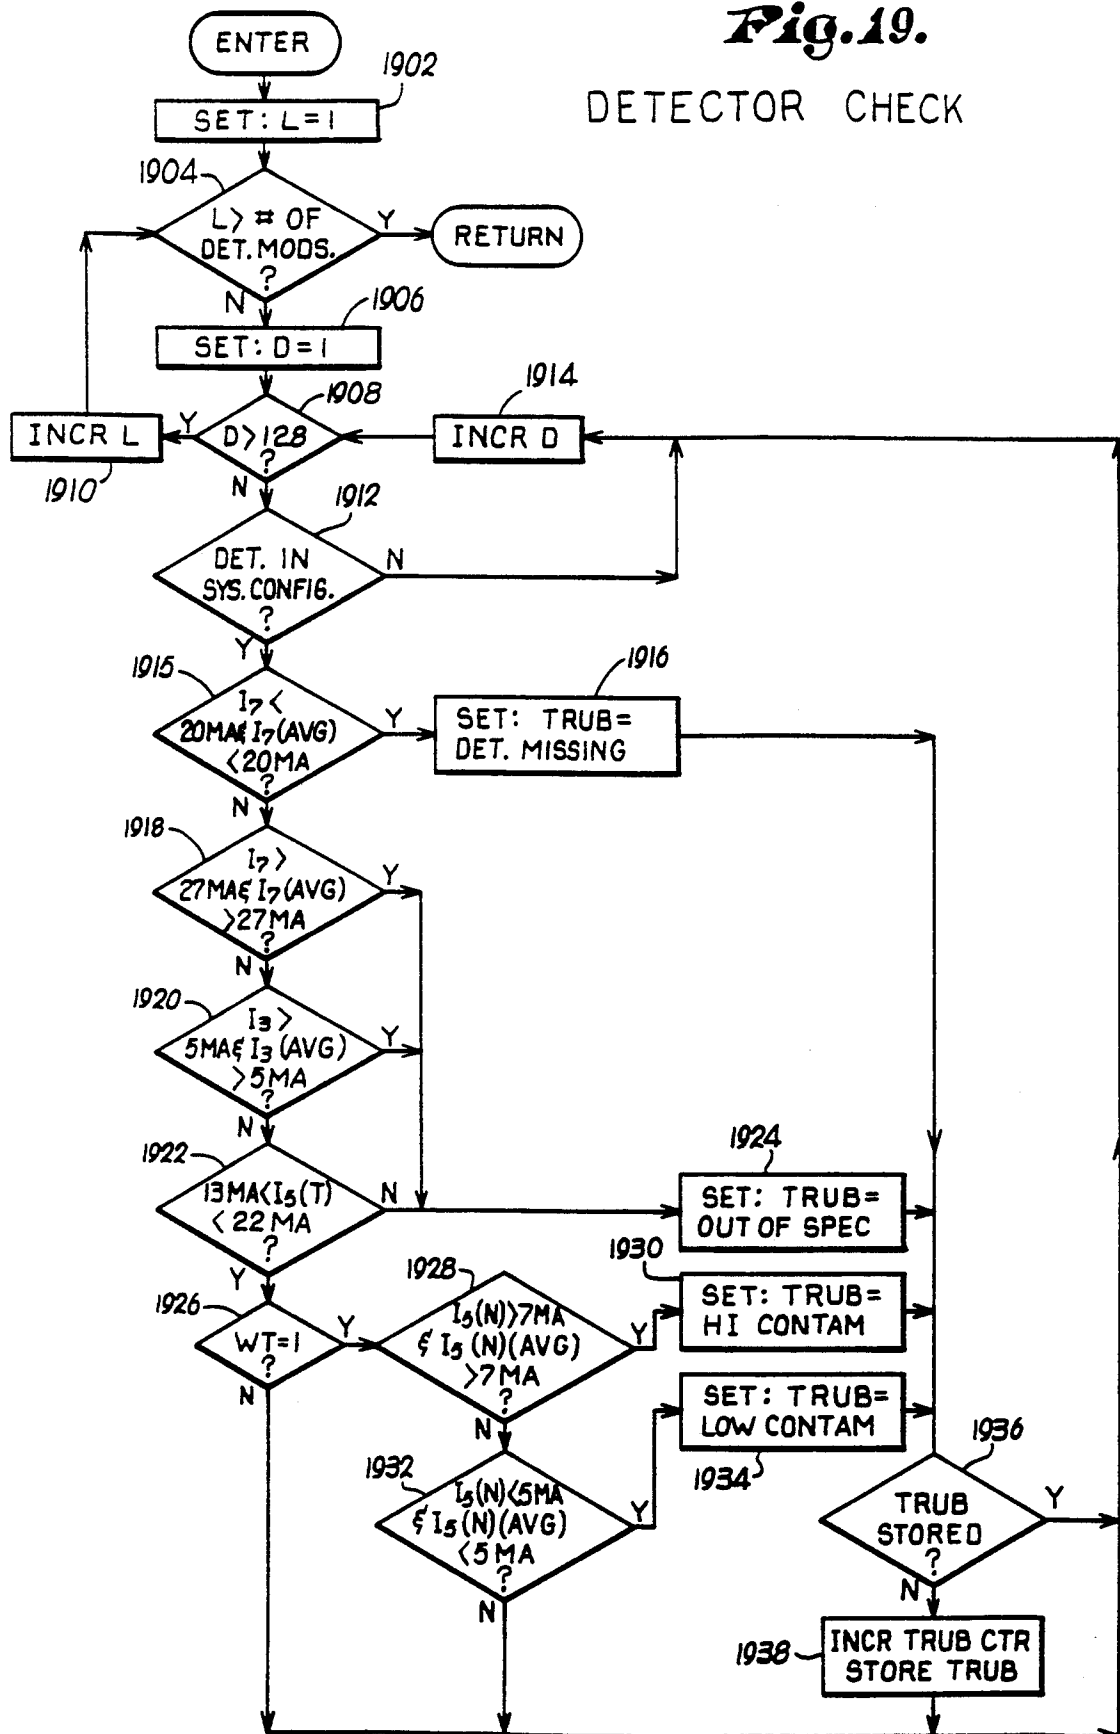 Fig.19.
DETECTOR CHECK
ENTER
1902
SET: L=1
1904
L> # OF
DET. MODS.
?
Y
RETURN
N
1906
SET: D=1
1908
D>128
?
Y
INCR L
1910
1914
INCR D
N
1912
DET. IN
SYS. CONFIG.
?
N
Y
1915
I7 <
20MA & I7 (AVG)
<20MA
?
Y
1916
SET: TRUB=
DET. MISSING
N
1918
I7 >
27MA & I7 (AVG)
>27MA
?
Y
N
1920
I3 >
5MA & I3 (AVG)
>5MA
?
Y
N
1922
13MA<I5(T)
<22MA
?
N
1924
SET: TRUB=
OUT OF SPEC
Y
1926
WT=1
?
Y
N
1928
I5(N)>7MA
& I5(N)(AVG)
>7MA
?
Y
1930
SET: TRUB=
HI CONTAM
N
1932
I5(N)<5MA
& I5(N)(AVG)
<5MA
?
Y
SET: TRUB=
LOW CONTAM
1934
N
1936
TRUB
STORED
?
Y
N
1938
INCR TRUB CTR
STORE TRUB